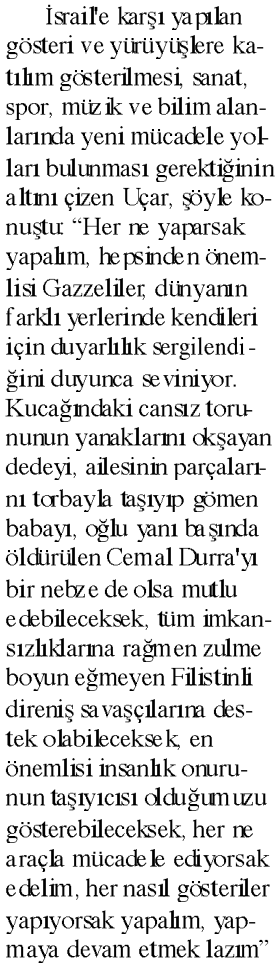 İsrail'e karşı yapılan
gösteri ve yürüyüşlere ka-
tılım gösterilmesi, sanat,
spor, müzik ve bilim alan-
larında yeni mücadele yol-
ları bulunması gerektiğinin
altını çizen Uçar, şöyle ko-
nuştu: “Her ne yaparsak
yapalım, hepsinden önem-
lisi Gazzeliler, dünyanın
farklı yerlerinde kendileri
için duyarlılık sergilendi-
ğini duyunca seviniyor.
Kucağındaki cansız toru-
nunun yanaklarını okşayan
dedeyi, ailesinin parçaları-
nı torbayla taşıyıp gömen
babayı, oğlu yanı başında
öldürülen Cemal Durra'yı
bir nebze de olsa mutlu
edebileceksek, tüm imkan-
sızlıklarına rağmen zulme
boyun eğmeyen Filistinli
direniş savaşçılarına des-
tek olabileceksek, en
önemlisi insanlık onuru-
nun taşıyıcısı olduğumuzu
gösterebileceksek, her ne
araçla mücadele ediyorsak
edelim, her nasıl gösteriler
yapıyorsak yapalım, yap-
maya devam etmek lazım”